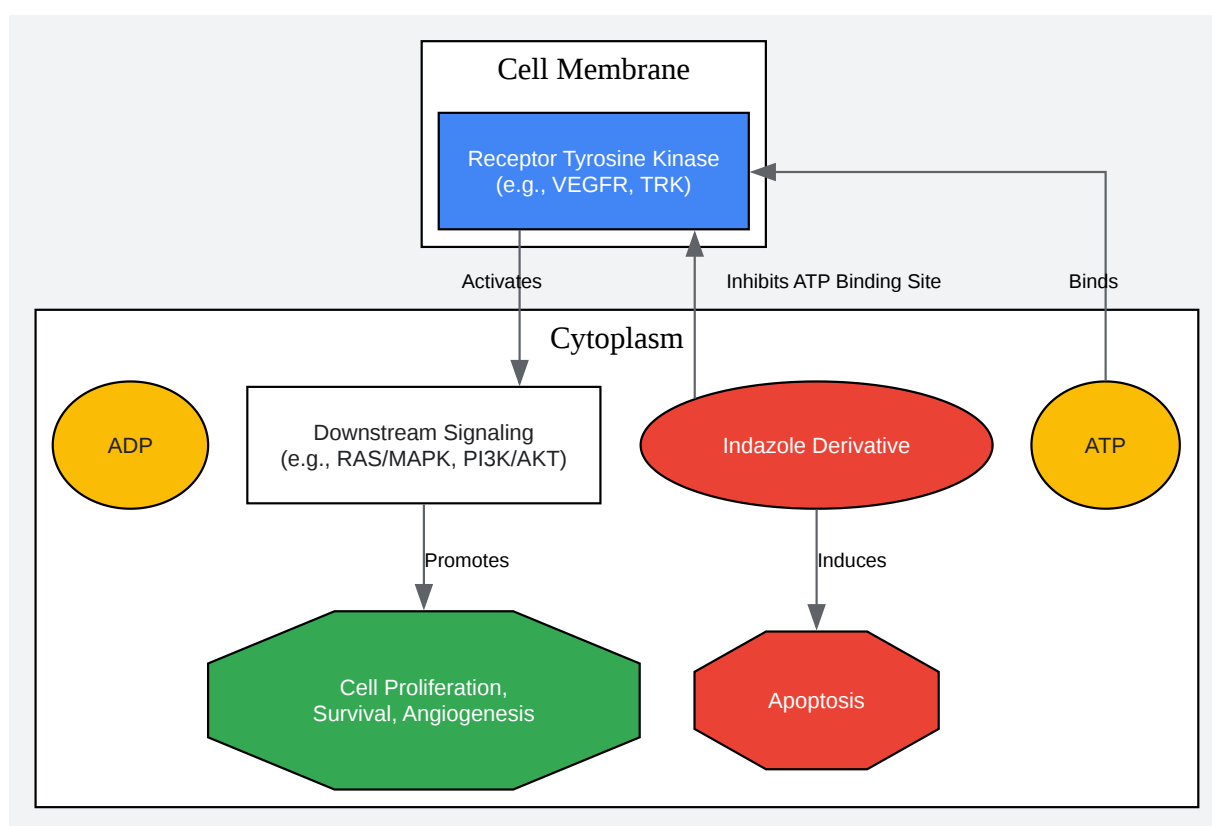 Cell Membrane
Receptor Tyrosine Kinase
(e.g., VEGFR, TRK)
Activates
Inhibits ATP Binding Site
Binds
Cytoplasm
ADP
Downstream Signaling
(e.g., RAS/MAPK, PI3K/AKT)
Indazole Derivative
ATP
Promotes
Induces
Cell Proliferation,
Survival, Angiogenesis
Apoptosis